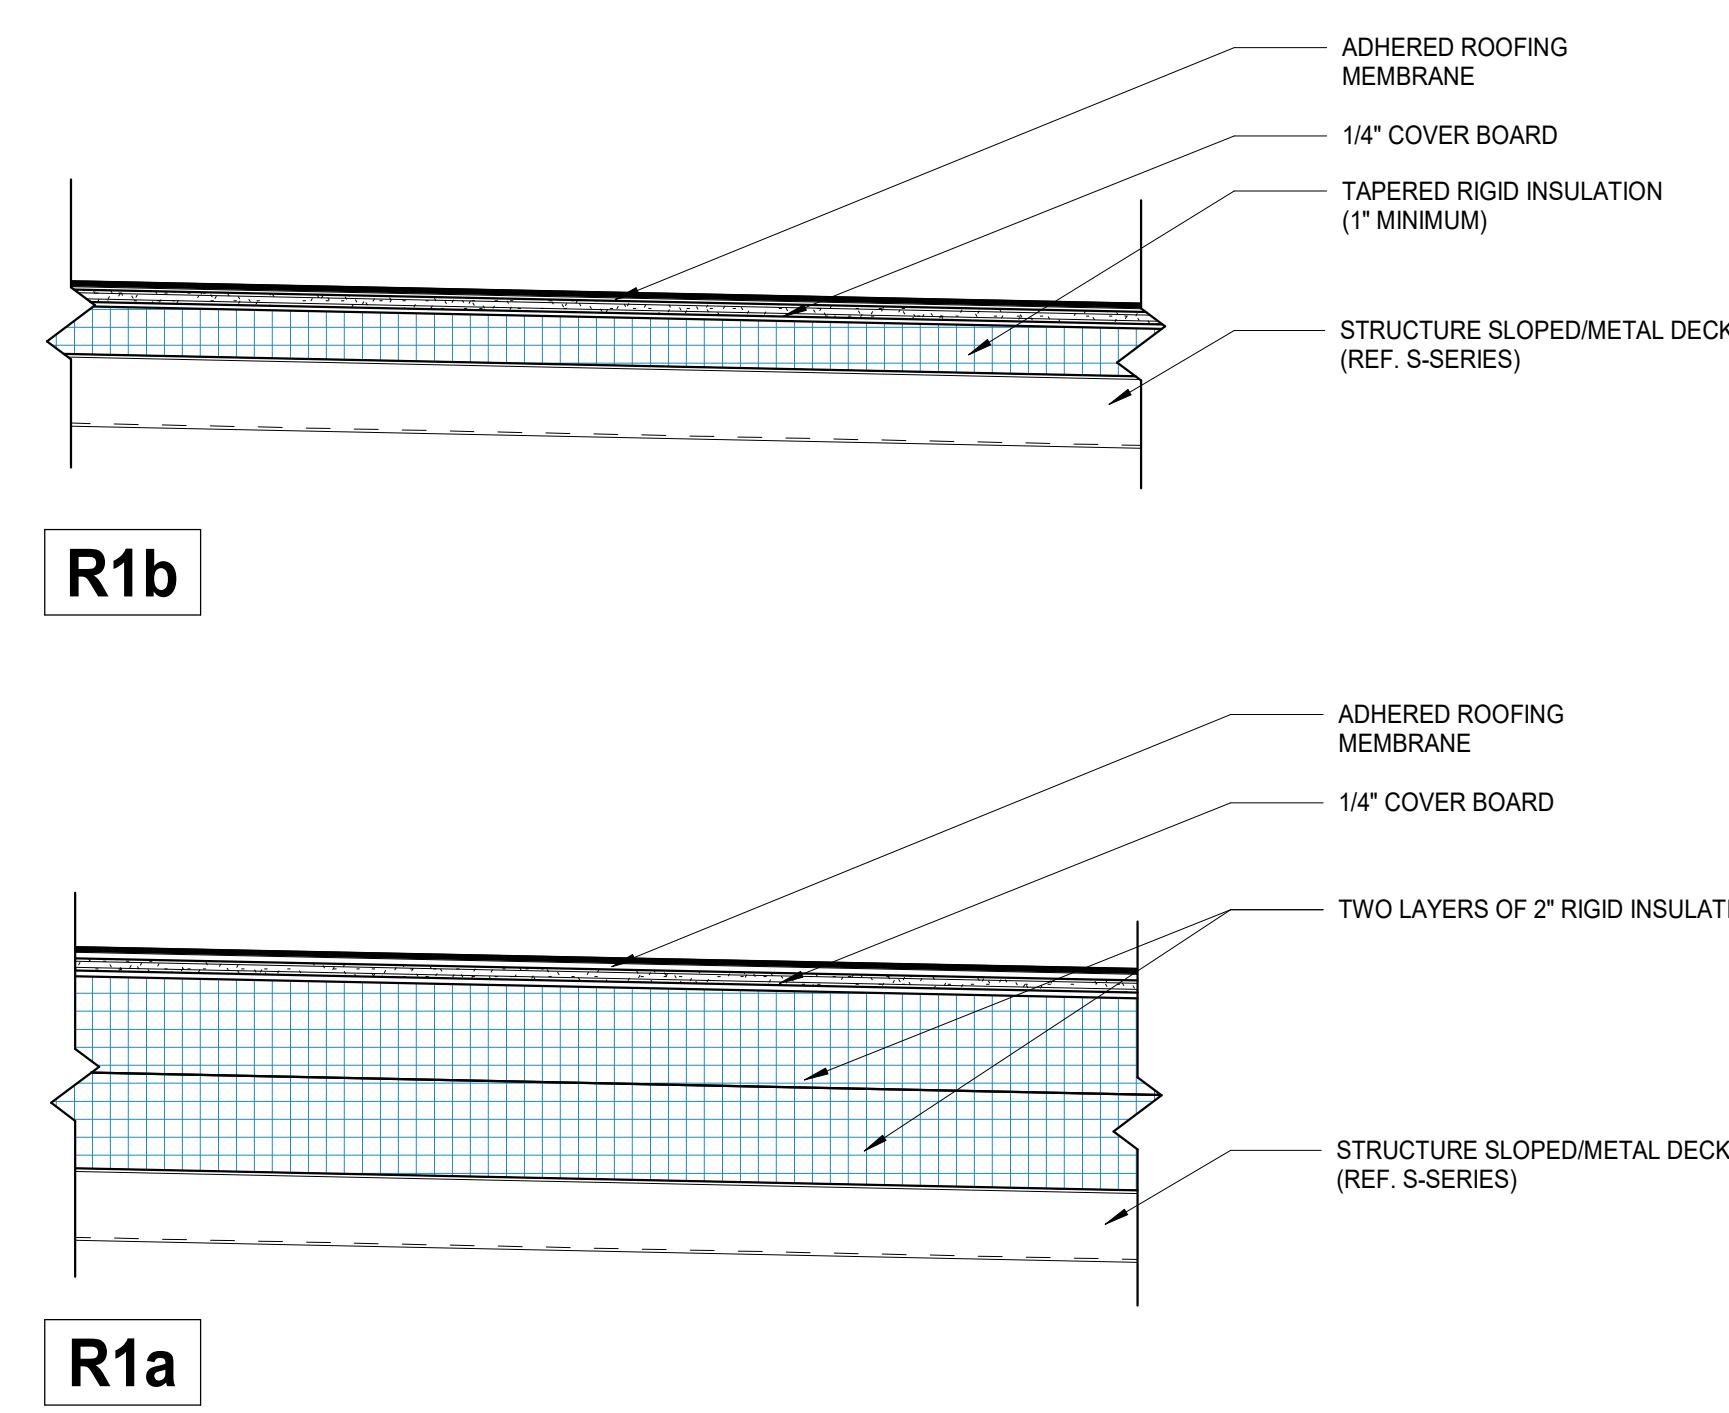 ADHERED ROOFING
MEMBRANE
1/4" COVER BOARD
TAPERED RIGID INSULATION
(1" MINIMUM)
STRUCTURE SLOPED/METAL DECK
(REF. S-SERIES)
R1b
ADHERED ROOFING
MEMBRANE
1/4" COVER BOARD
TWO LAYERS OF 2" RIGID INSULATI
STRUCTURE SLOPED/METAL DECK
(REF. S-SERIES)
R1a